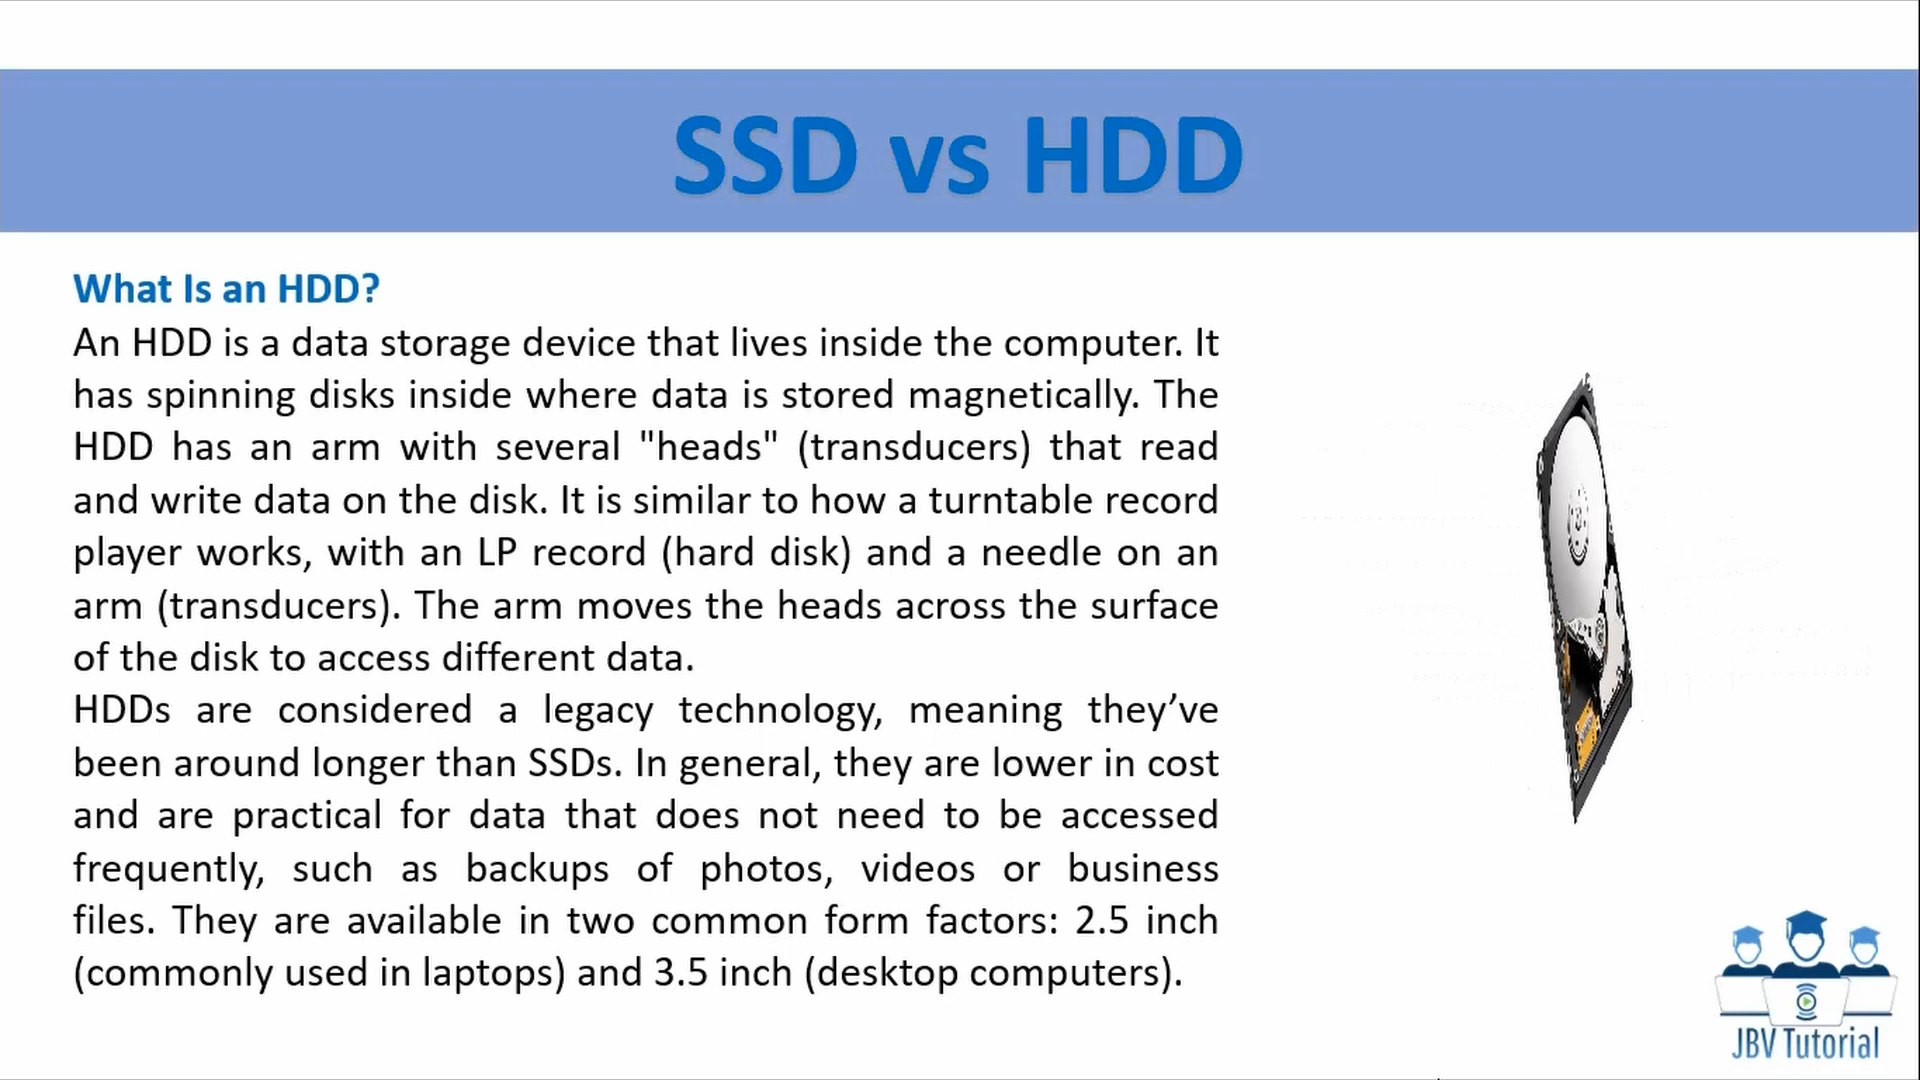 SSD vs HDD
What Is an HDD?
An HDD is a data storage device that lives inside the computer. It
has spinning disks inside where data is stored magnetically. The
HDD has an arm with several "heads" (transducers) that read
and write data on the disk. It is similar to how a turntable record
player works, with an LP record (hard disk) and a needle on an
arm (transducers). The arm moves the heads across the surface
of the disk to access different data.
HDDs are considered a legacy technology, meaning they’ve
been around longer than SSDs. In general, they are lower in cost
and are practical for data that does not need to be accessed
frequently, such as backups of photos, videos or business
files. They are available in two common form factors: 2.5 inch
(commonly used in laptops) and 3.5 inch (desktop computers).
JBV Tutorial